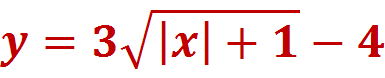 y = 3√(|x| + 1) − 4